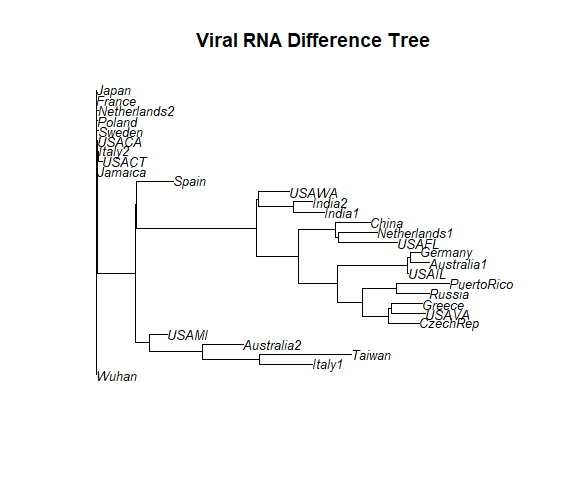 Viral RNA Difference Tree
Japan
France
Netherlands2
Poland
Sweden
USACA
Italy2
USACT
Jamaica
Spain
USAWA
India2
India1
China
Netherlands1
USAFL
Germany
Australia1
USAIL
PuertoRico
Russia
Greece
USAVA
CzechRep
USAMI
Australia2
Taiwan
Italy1
Wuhan